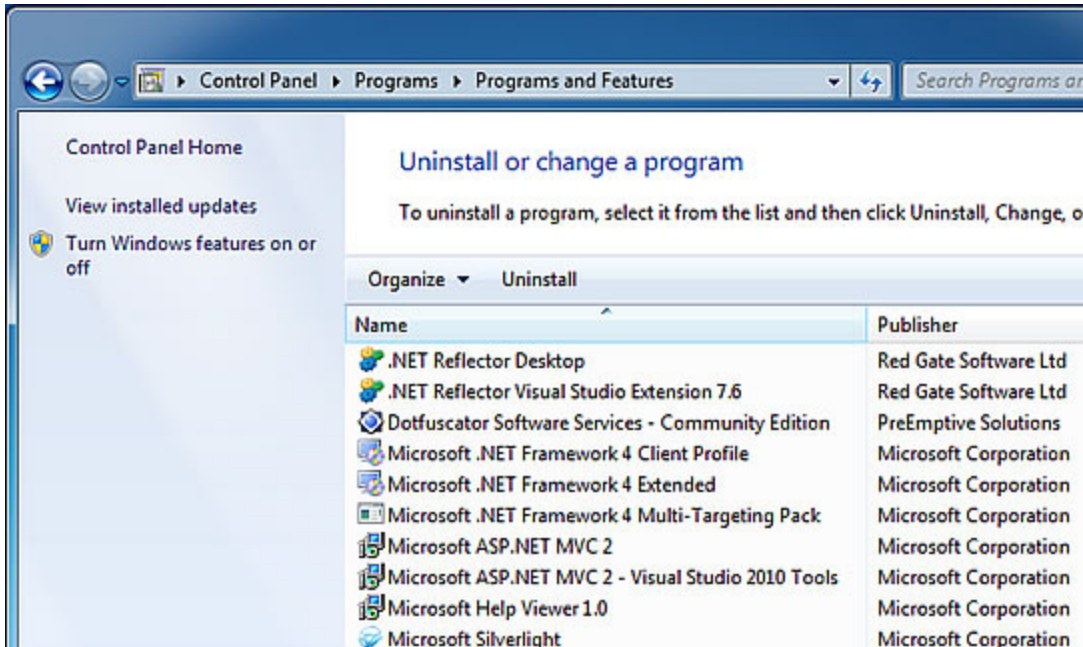 Control Panel ▸ Programs ▸ Programs and Features
Search Programs an
Control Panel Home
View installed updates
Turn Windows features on or
off
Uninstall or change a program
To uninstall a program, select it from the list and then click Uninstall, Change, o
Organize Uninstall
Name Publisher
.NET Reflector Desktop Red Gate Software Ltd
.NET Reflector Visual Studio Extension 7.6 Red Gate Software Ltd
Dotfuscator Software Services - Community Edition PreEmptive Solutions
Microsoft .NET Framework 4 Client Profile Microsoft Corporation
Microsoft .NET Framework 4 Extended Microsoft Corporation
Microsoft .NET Framework 4 Multi-Targeting Pack Microsoft Corporation
Microsoft ASP.NET MVC 2 Microsoft Corporation
Microsoft ASP.NET MVC 2 - Visual Studio 2010 Tools Microsoft Corporation
Microsoft Help Viewer 1.0 Microsoft Corporation
Microsoft Silverlight Microsoft Corporation